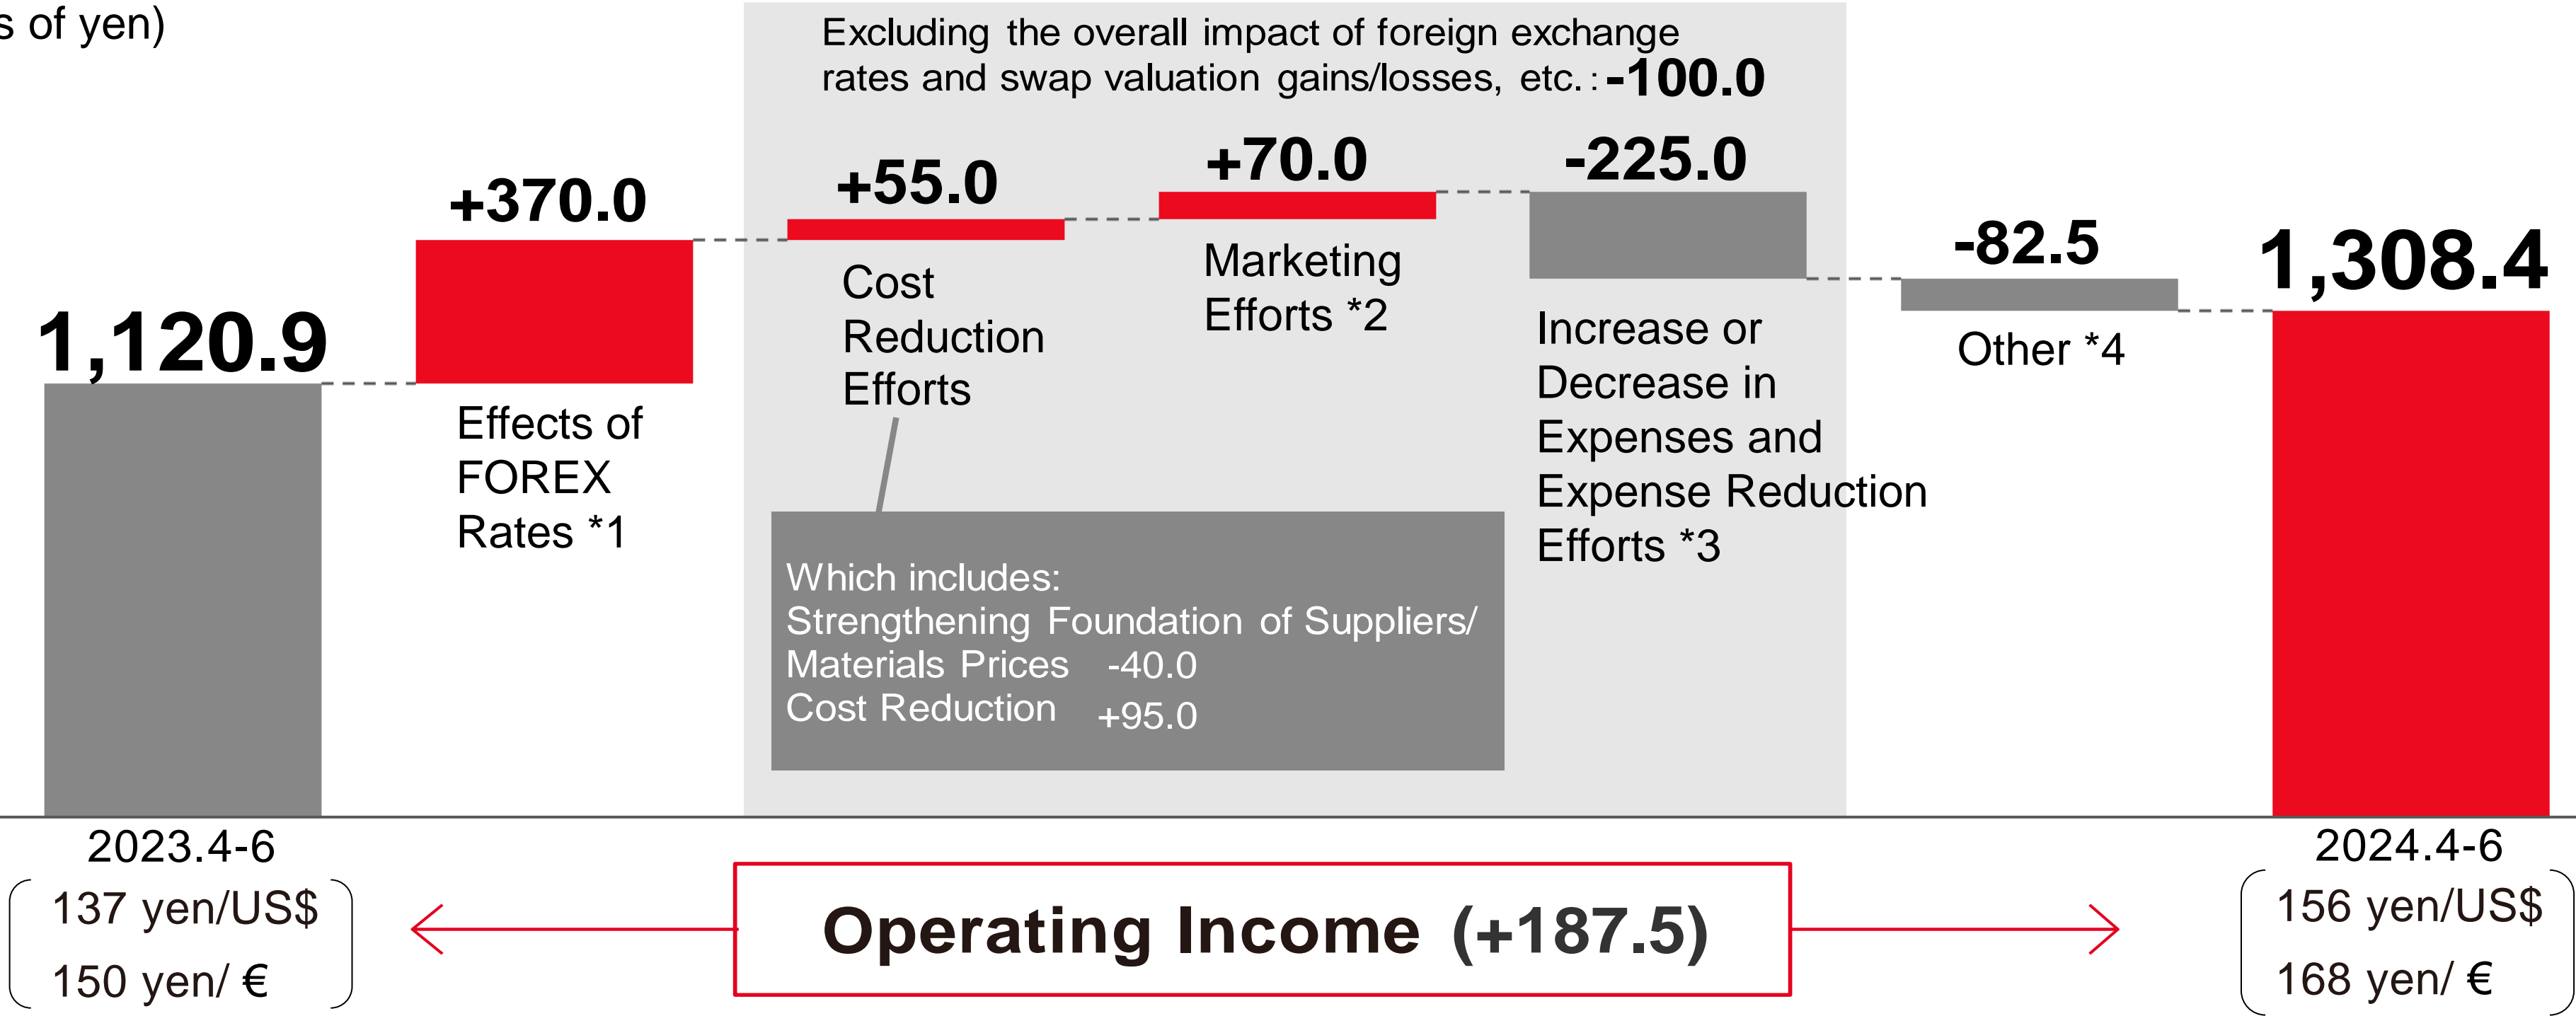 s of yen)
Excluding the overall impact of foreign exchange
rates and swap valuation gains/losses, etc. : -100.0
1,120.9
+370.0
Effects of
FOREX
Rates *1
+55.0
Cost
Reduction
Efforts
+70.0
Marketing
Efforts *2
-225.0
Increase or
Decrease in
Expenses and
Expense Reduction
Efforts *3
-82.5
Other *4
1,308.4
Which includes:
Strengthening Foundation of Suppliers/
Materials Prices -40.0
Cost Reduction +95.0
2023.4-6
137 yen/US$
150 yen/ €
Operating Income (+187.5)
2024.4-6
156 yen/US$
168 yen/ €